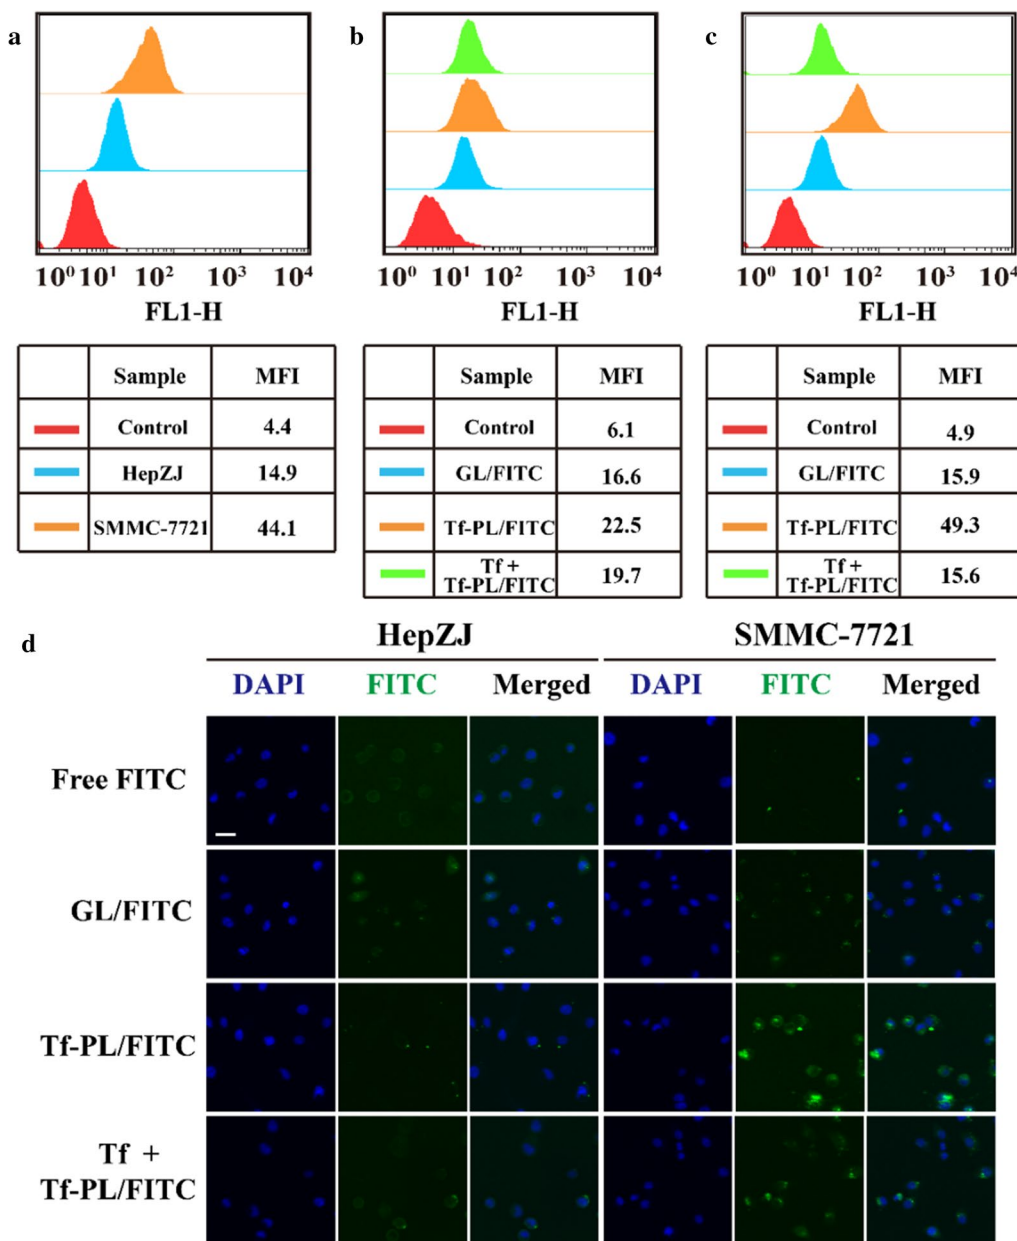 a
b
c
10⁰ 10¹ 10² 10³ 10⁴
FL1-H
10⁰ 10¹ 10² 10³ 10⁴
FL1-H
10⁰ 10¹ 10² 10³ 10⁴
FL1-H
Sample MFI
Control 4.4
HepZJ 14.9
SMMC-7721 44.1
Sample MFI
Control 6.1
GL/FITC 16.6
Tf-PL/FITC 22.5
Tf +
Tf-PL/FITC 19.7
Sample MFI
Control 4.9
GL/FITC 15.9
Tf-PL/FITC 49.3
Tf +
Tf-PL/FITC 15.6
d
HepZJ SMMC-7721
DAPI FITC Merged DAPI FITC Merged
Free FITC
GL/FITC
Tf-PL/FITC
Tf +
Tf-PL/FITC